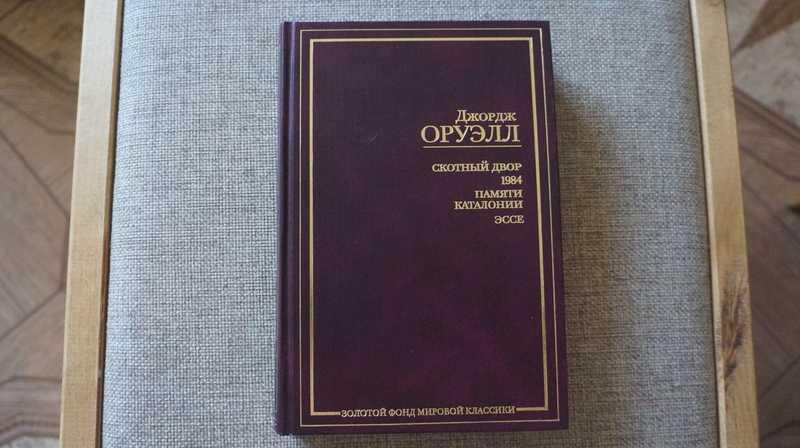 Джордж
ОРУЭЛЛ
СКОТНЫЙ ДВОР
1984
ПАМЯТИ
КАТАЛОНИИ
ЭССЕ
ЗОЛОТОЙ ФОНД МИРОВОЙ КЛАССИКИ